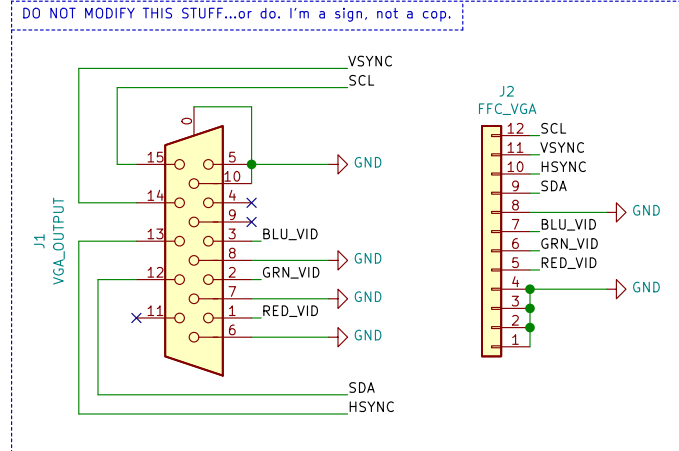 DO NOT MODIFY THIS STUFF...or do. I'm a sign, not a cop.
VSYNC
SCL
J1
VGA_OUTPUT
0
15
14
13
12
11
5
10
4
9
3
8
2
7
1
6
GND
BLU_VID
GND
GRN_VID
GND
RED_VID
GND
SDA
HSYNC
J2
FFC_VGA
12 SCL
11 VSYNC
10 HSYNC
9 SDA
8 GND
7 BLU_VID
6 GRN_VID
5 RED_VID
4 GND
3
2
1